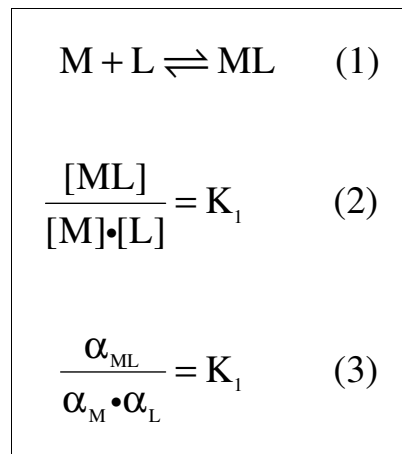 M + L ⇌ ML (1)
[ML]
[M]•[L] = K₁ (2)
α_ML
α_M •α_L = K₁ (3)